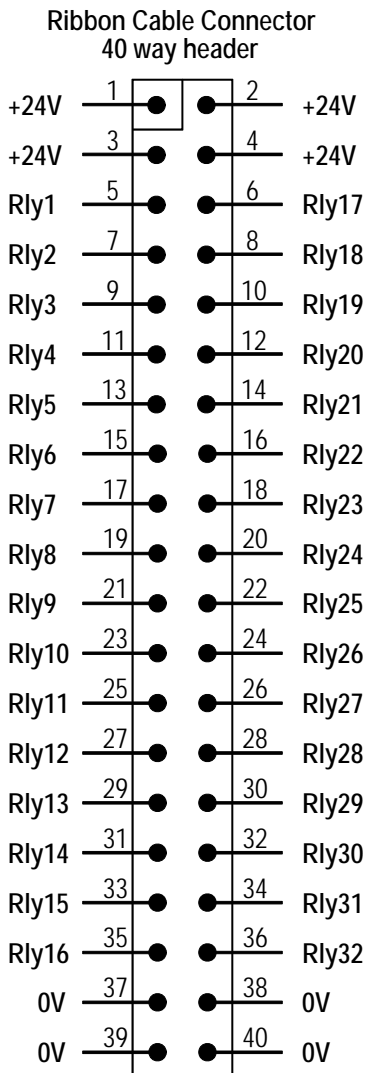 Ribbon Cable Connector
40 way header
+24V 1 2 +24V
+24V 3 4 +24V
Rly1 5 6 Rly17
Rly2 7 8 Rly18
Rly3 9 10 Rly19
Rly4 11 12 Rly20
Rly5 13 14 Rly21
Rly6 15 16 Rly22
Rly7 17 18 Rly23
Rly8 19 20 Rly24
Rly9 21 22 Rly25
Rly10 23 24 Rly26
Rly11 25 26 Rly27
Rly12 27 28 Rly28
Rly13 29 30 Rly29
Rly14 31 32 Rly30
Rly15 33 34 Rly31
Rly16 35 36 Rly32
0V 37 38 0V
0V 39 40 0V